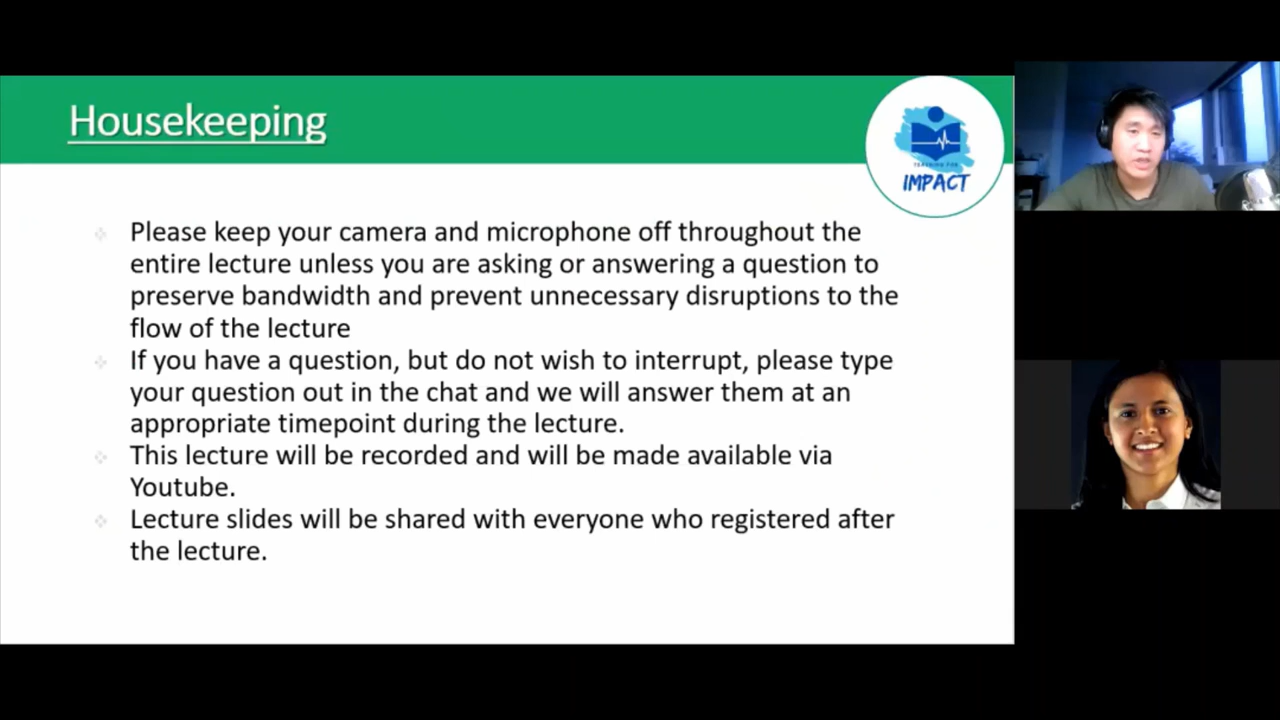 Housekeeping
TEACHING FOR
IMPACT
Please keep your camera and microphone off throughout the
entire lecture unless you are asking or answering a question to
preserve bandwidth and prevent unnecessary disruptions to the
flow of the lecture
If you have a question, but do not wish to interrupt, please type
your question out in the chat and we will answer them at an
appropriate timepoint during the lecture.
This lecture will be recorded and will be made available via
Youtube.
Lecture slides will be shared with everyone who registered after
the lecture.